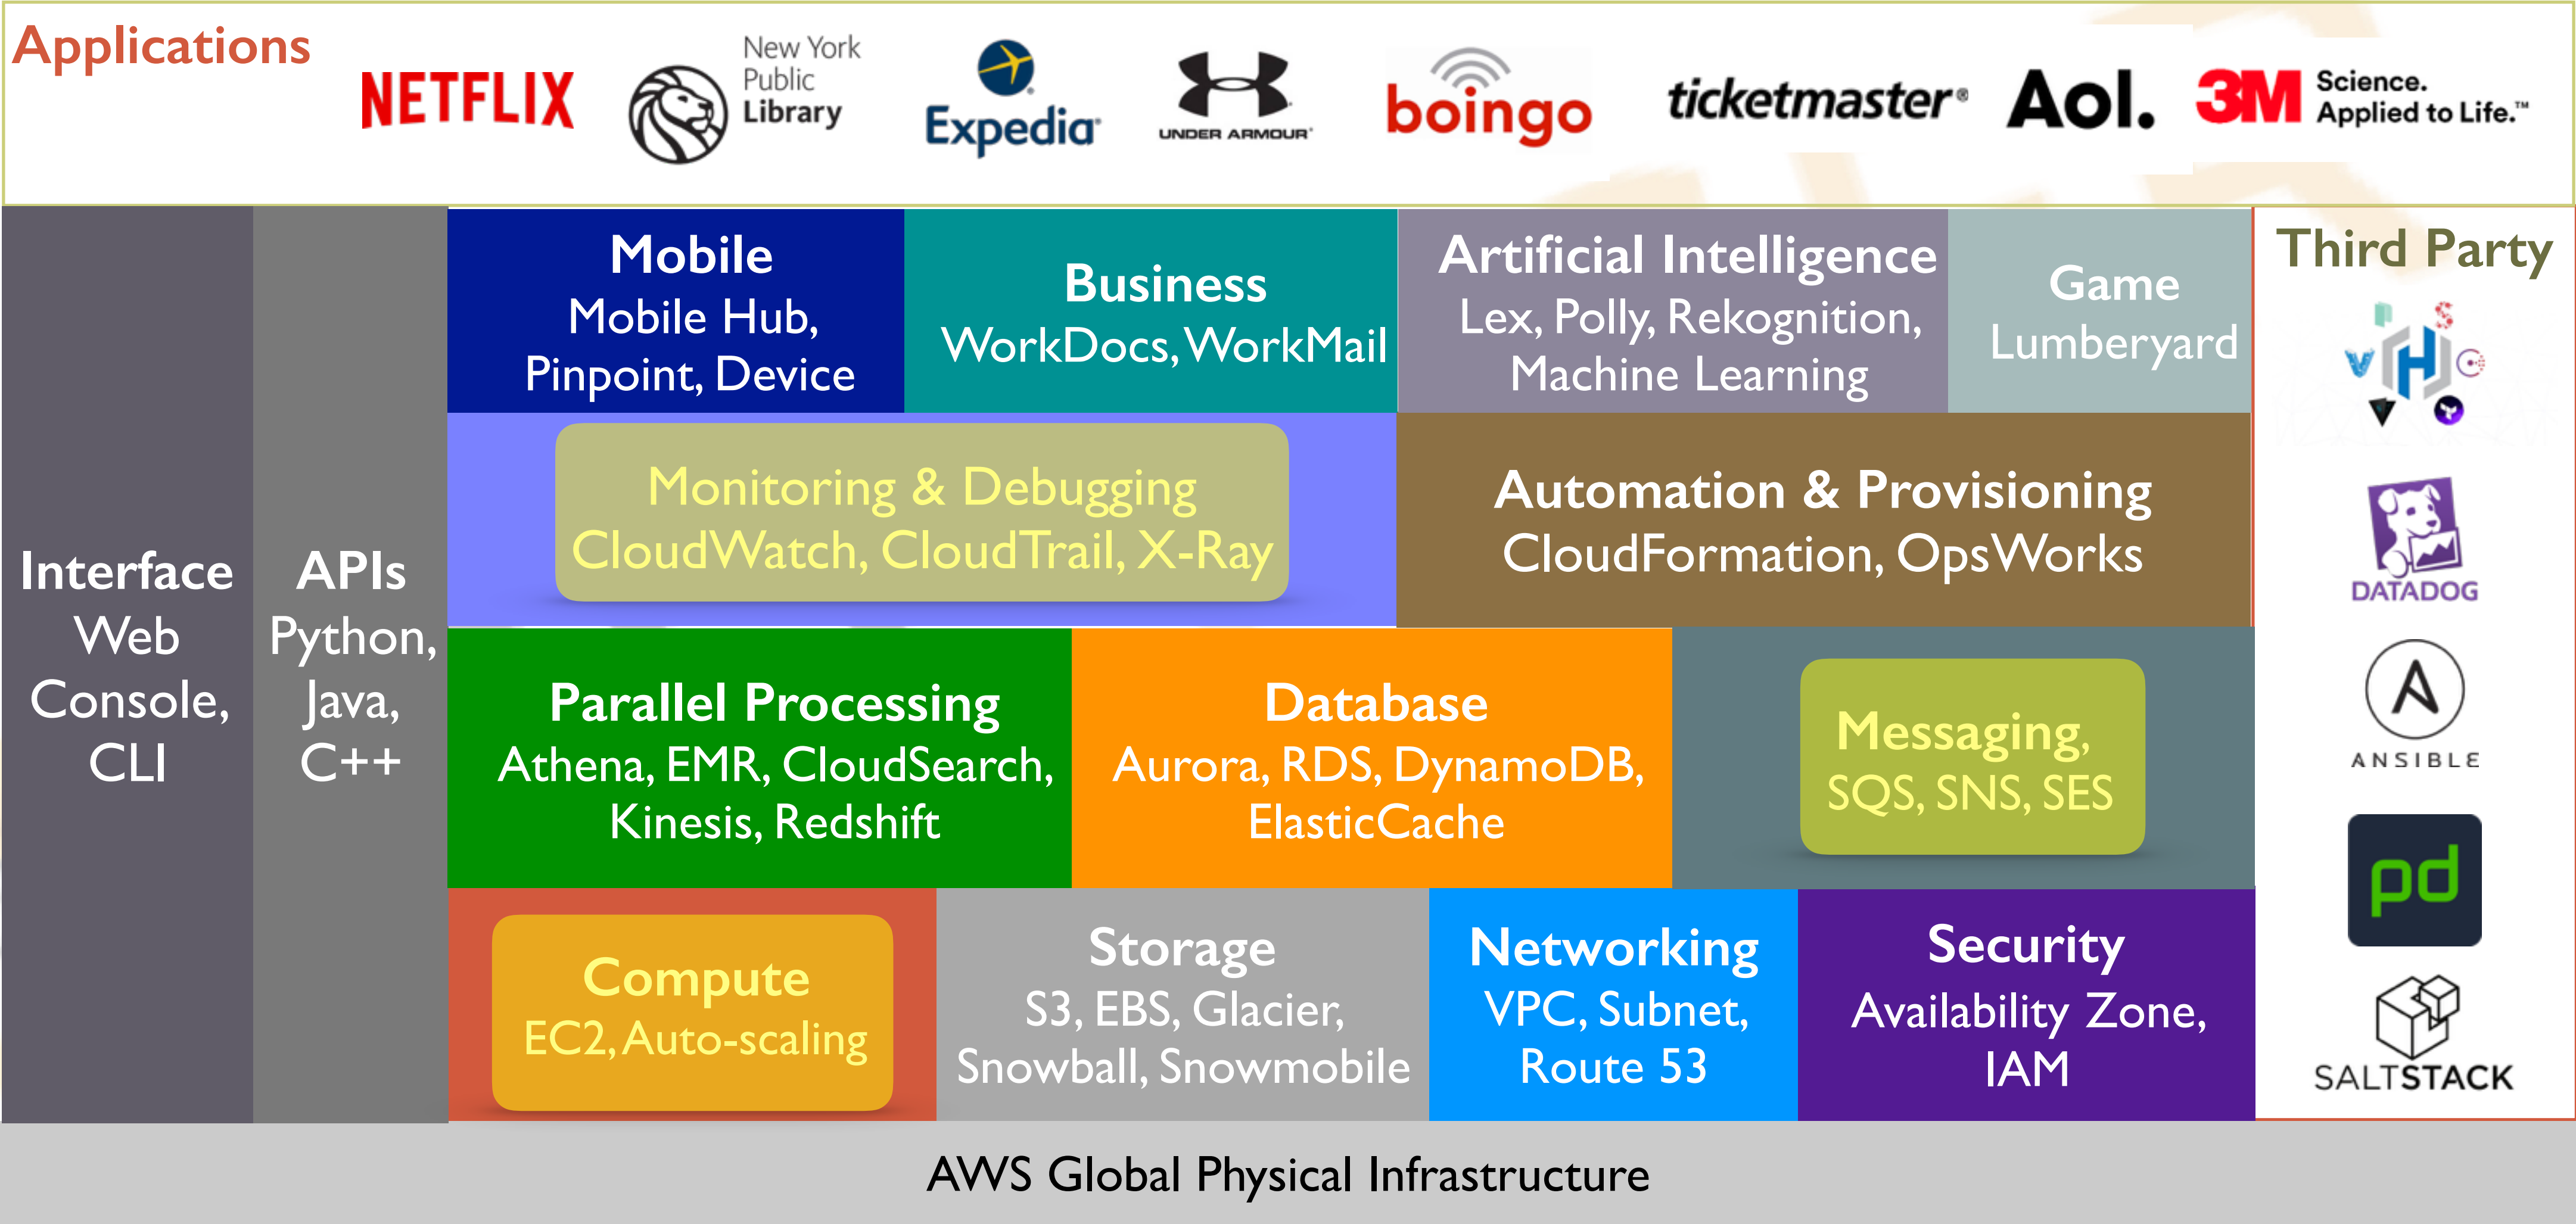 Applications
NETFLIX
New York
Public
Library
Expedia®
UNDER ARMOUR®
boingo
ticketmaster®
Aol.
3M
Science.
Applied to Life.™
Interface
Web
Console,
CLI
APIs
Python,
Java,
C++
Mobile
Mobile Hub,
Pinpoint, Device
Business
WorkDocs, WorkMail
Artificial Intelligence
Lex, Polly, Rekognition,
Machine Learning
Game
Lumberyard
Monitoring & Debugging
CloudWatch, CloudTrail, X-Ray
Automation & Provisioning
CloudFormation, OpsWorks
Parallel Processing
Athena, EMR, CloudSearch,
Kinesis, Redshift
Database
Aurora, RDS, DynamoDB,
ElasticCache
Messaging,
SQS, SNS, SES
Compute
EC2, Auto-scaling
Storage
S3, EBS, Glacier,
Snowball, Snowmobile
Networking
VPC, Subnet,
Route 53
Security
Availability Zone,
IAM
Third Party
DATADOG
ANSIBLE
pd
SALTSTACK
AWS Global Physical Infrastructure